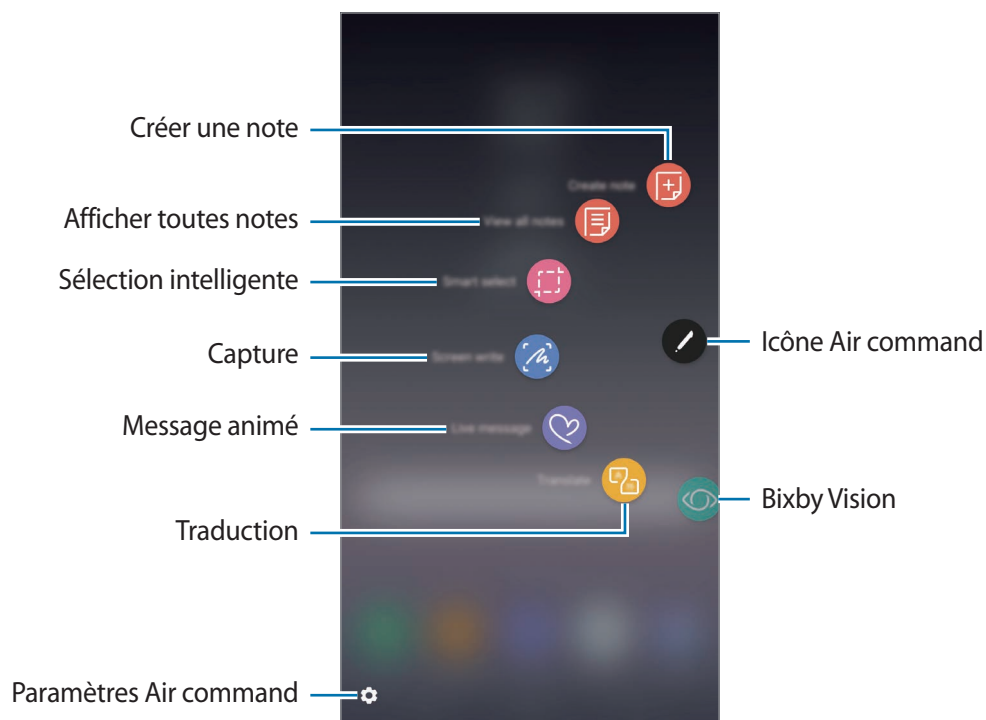 Créer une note
Create note
Afficher toutes notes
View all notes
Sélection intelligente
Smart select
Icône Air command
Capture
Screen write
Message animé
Live message
Translate
Bixby Vision
Traduction
Paramètres Air command